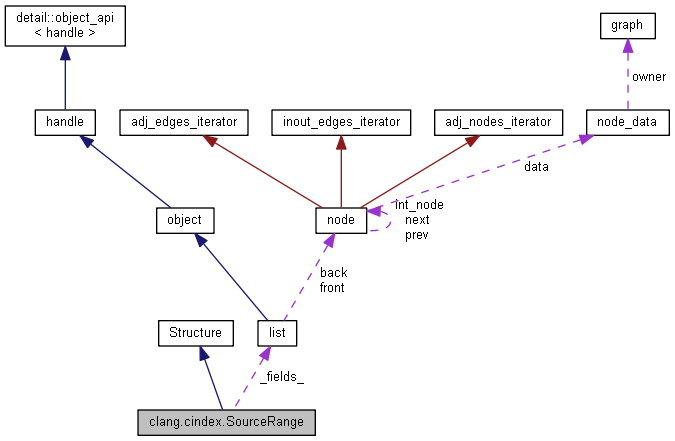 detail::object_api
< handle >
graph
owner
handle
adj_edges_iterator
inout_edges_iterator
adj_nodes_iterator
node_data
data
object
node
int_node
next
prev
back
front
Structure
list
_fields_
clang.cindex.SourceRange